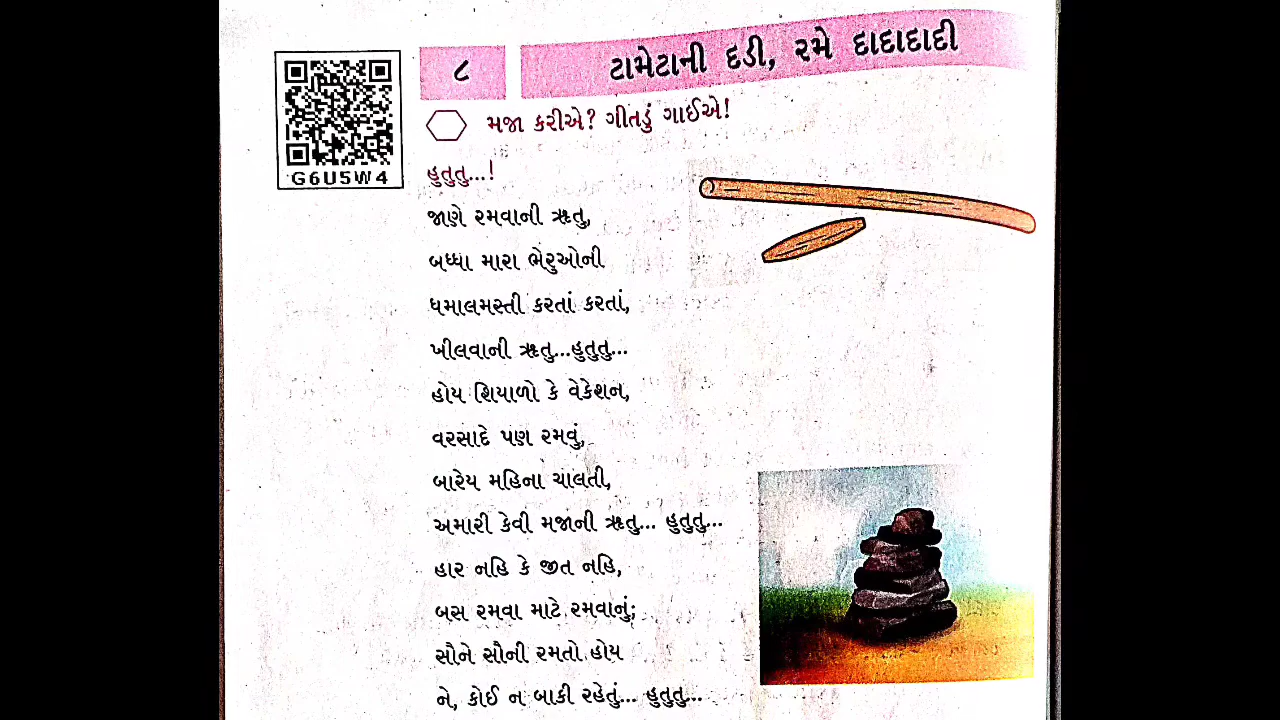 ૮
ટામેટાની દડી, રમે દાદાદાદી
મજા કરીએ? ગીતડું ગાઈએ!
G6U5W4
હુતુતુ...!
જાણે રમવાની ઋતુ,
બધ્ધા મારા ભેરુઓની
ધમાલમસ્તી કરતાં કરતાં,
ખીલવાની ઋતુ...હુતુતુ...
હોય શિયાળો કે વેકેશન,
વરસાદે પણ રમવું,
બારેય મહિના ચાલતી,
અમારી કેવી મજાની ઋતુ... હુતુતુ...
હાર નહિ કે જીત નહિ,
બસ રમવા માટે રમવાનું;
સૌને સૌની રમતો હોય
ને, કોઈ ન બાકી રહેતું... હુતુતુ...